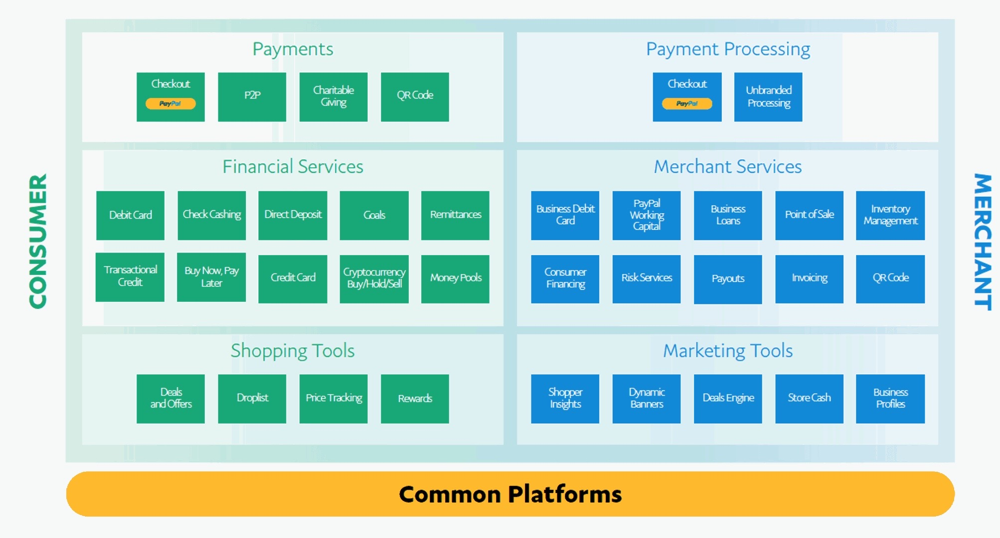 Payments
Checkout
PayPal
P2P
Charitable
Giving
QR Code
Payment Processing
Checkout
PayPal
Unbranded
Processing
CONSUMER
Financial Services
Debit Card
Check Cashing
Direct Deposit
Goals
Remittances
Transactional
Credit
Buy Now, Pay
Later
Credit Card
Cryptocurrency
Buy/Hold/Sell
Money Pools
Merchant Services
Business Debit
Card
PayPal
Working
Capital
Business
Loans
Point of Sale
Inventory
Management
Consumer
Financing
Risk Services
Payouts
Invoicing
QR Code
MERCHANT
Shopping Tools
Deals
and Offers
Droplist
Price Tracking
Rewards
Marketing Tools
Shopper
Insights
Dynamic
Banners
Deals Engine
Store Cash
Business
Profiles
Common Platforms